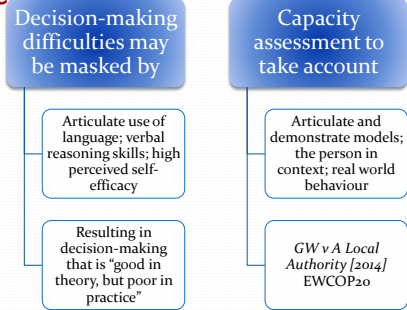 Decision-making
difficulties may
be masked by
Articulate use of
language; verbal
reasoning skills; high
perceived self-
efficacy
Resulting in
decision-making
that is "good in
theory, but poor in
practice"
Capacity
assessment to
take account
Articulate and
demonstrate models;
the person in
context; real world
behaviour
GW v A Local
Authority [2014]
EWCOP20